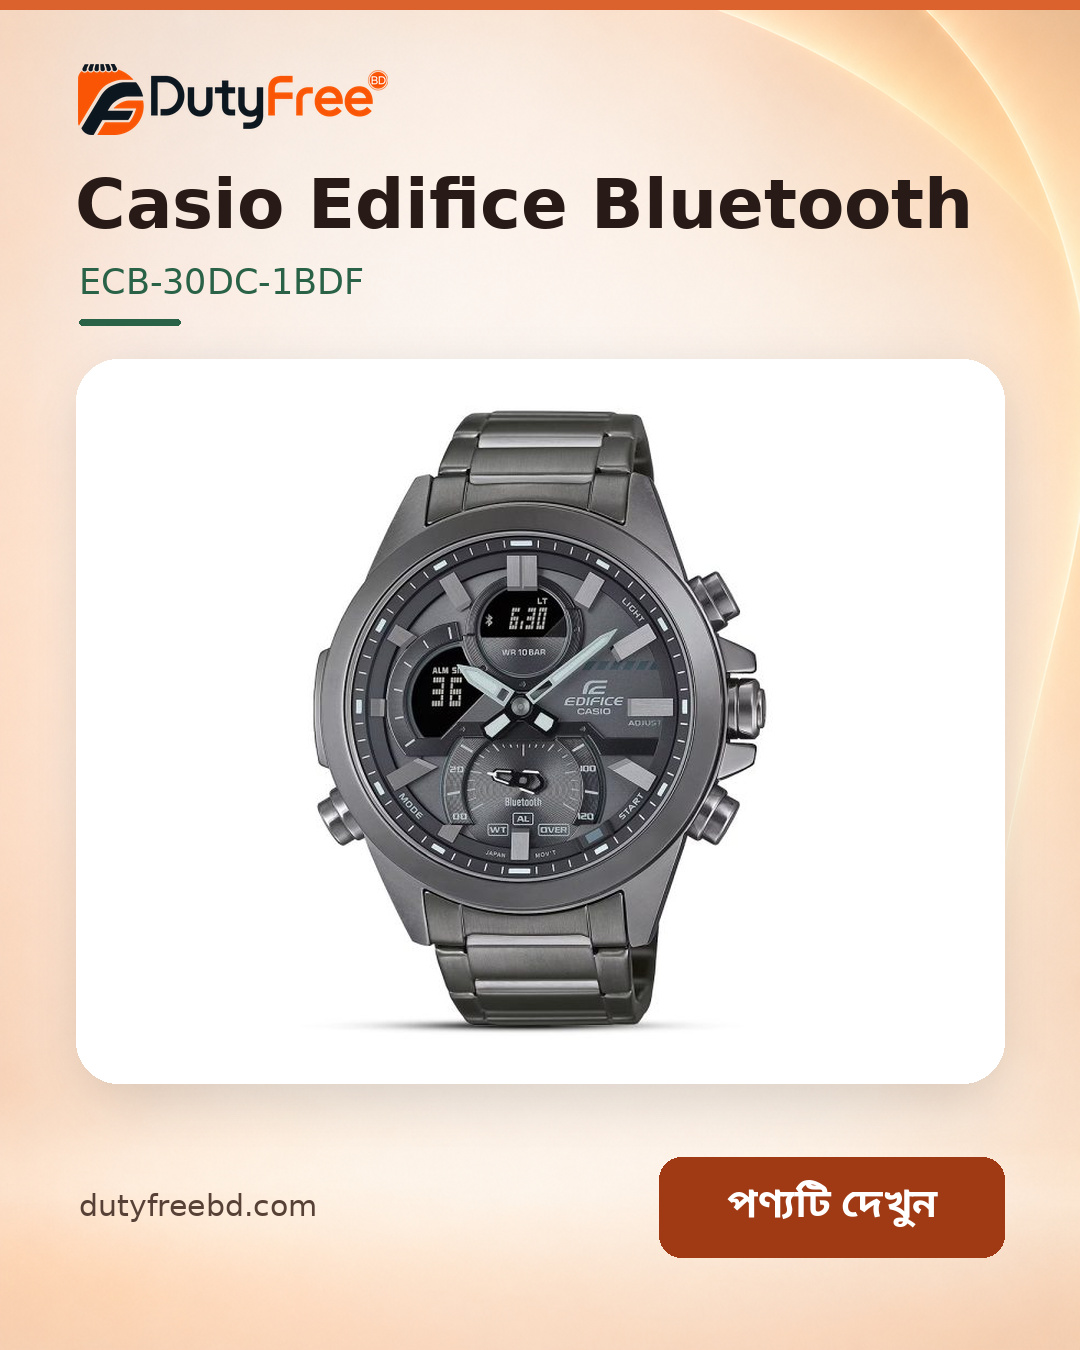 DutyFree BD
Casio Edifice Bluetooth
ECB-30DC-1BDF
LIGHT
LT
6.30
WR 10 BAR
ALM
36
EDIFICE
CASIO
ADJUST
20
100
Bluetooth
00
120
AL
WT
OVER
MODE
START
JAPAN
MOV'T
dutyfreebd.com
পণ্যটি দেখুন